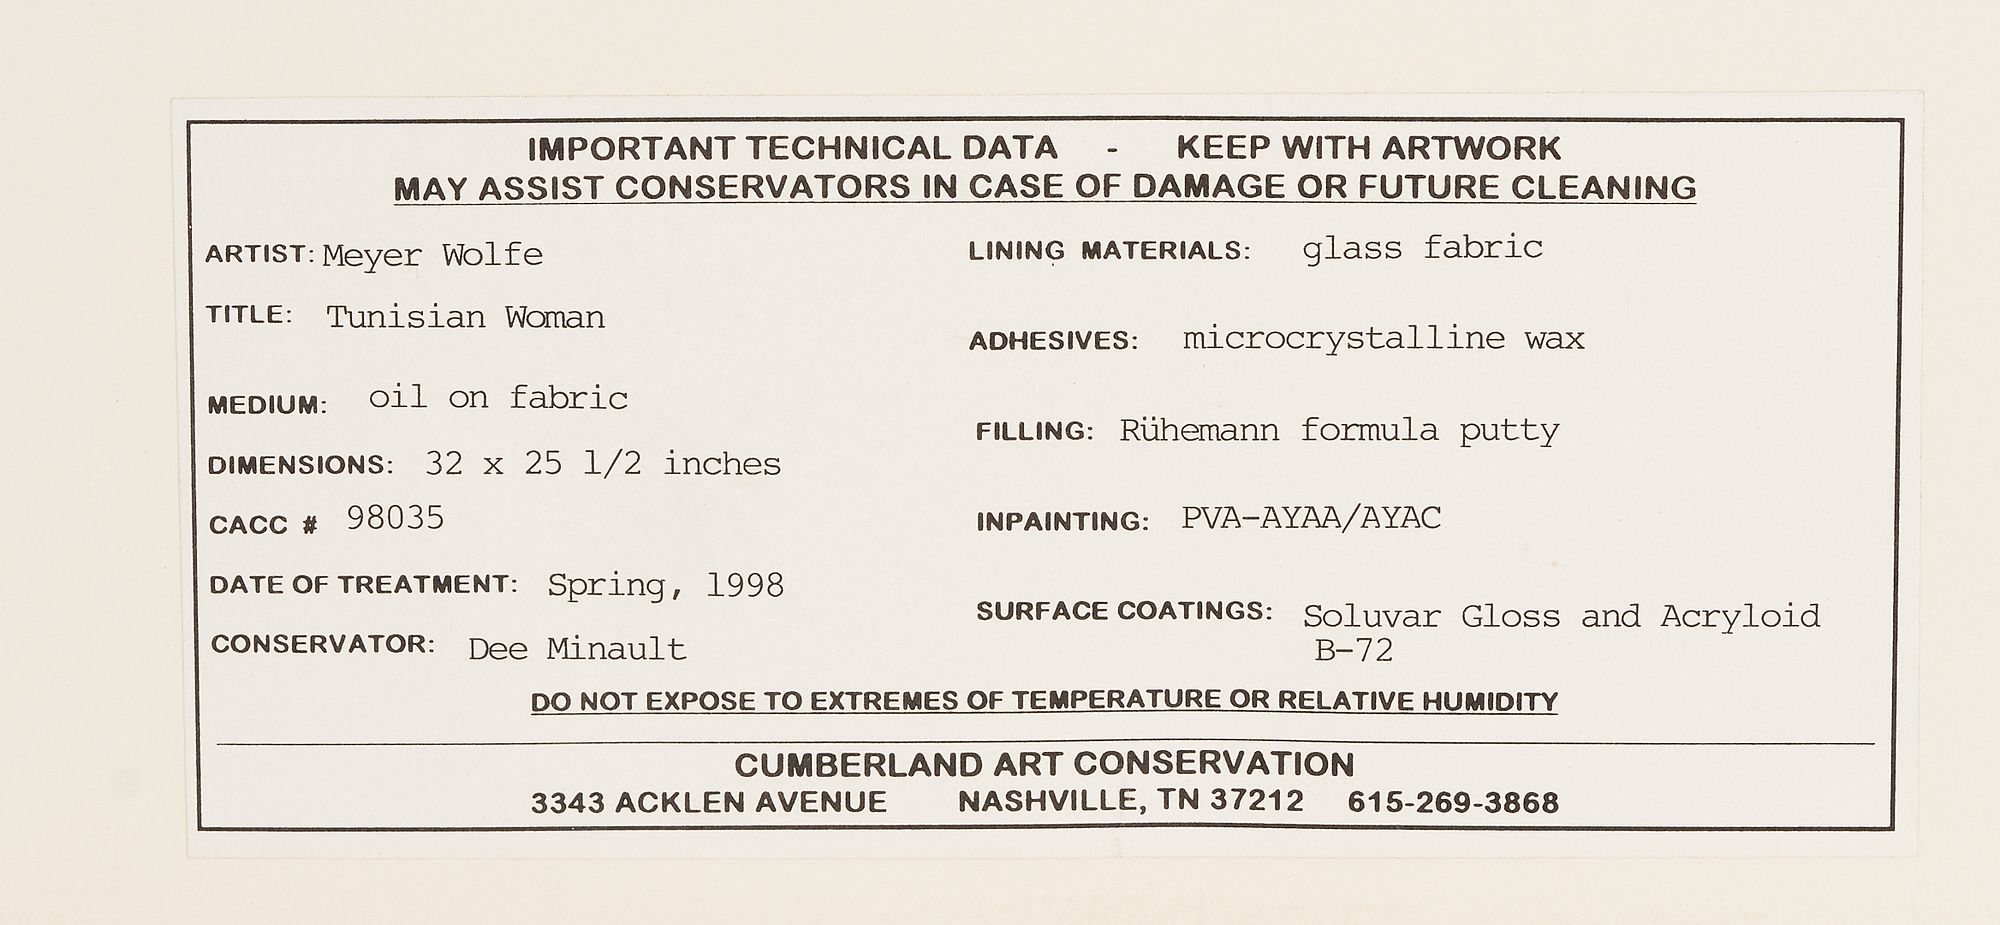 IMPORTANT TECHNICAL DATA - KEEP WITH ARTWORK
MAY ASSIST CONSERVATORS IN CASE OF DAMAGE OR FUTURE CLEANING
ARTIST: Meyer Wolfe
TITLE: Tunisian Woman
MEDIUM: oil on fabric
DIMENSIONS: 32 x 25 1/2 inches
CACC # 98035
DATE OF TREATMENT: Spring, 1998
CONSERVATOR: Dee Minault
LINING MATERIALS: glass fabric
ADHESIVES: microcrystalline wax
FILLING: Rühemann formula putty
INPAINTING: PVA-AYAA/AYAC
SURFACE COATINGS: Soluvar Gloss and Acryloid
B-72
DO NOT EXPOSE TO EXTREMES OF TEMPERATURE OR RELATIVE HUMIDITY
CUMBERLAND ART CONSERVATION
3343 ACKLEN AVENUE NASHVILLE, TN 37212 615-269-3868